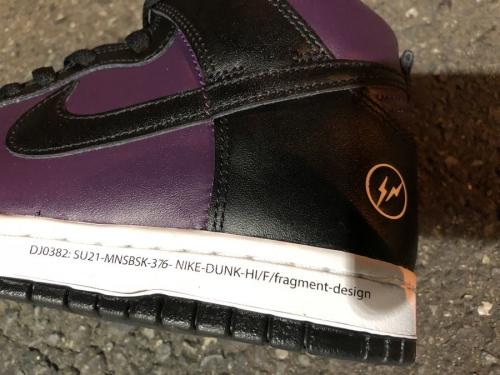 DJ0382: SU21-MNSBSK-376- NIKE-DUNK-HI/F/fragment-design